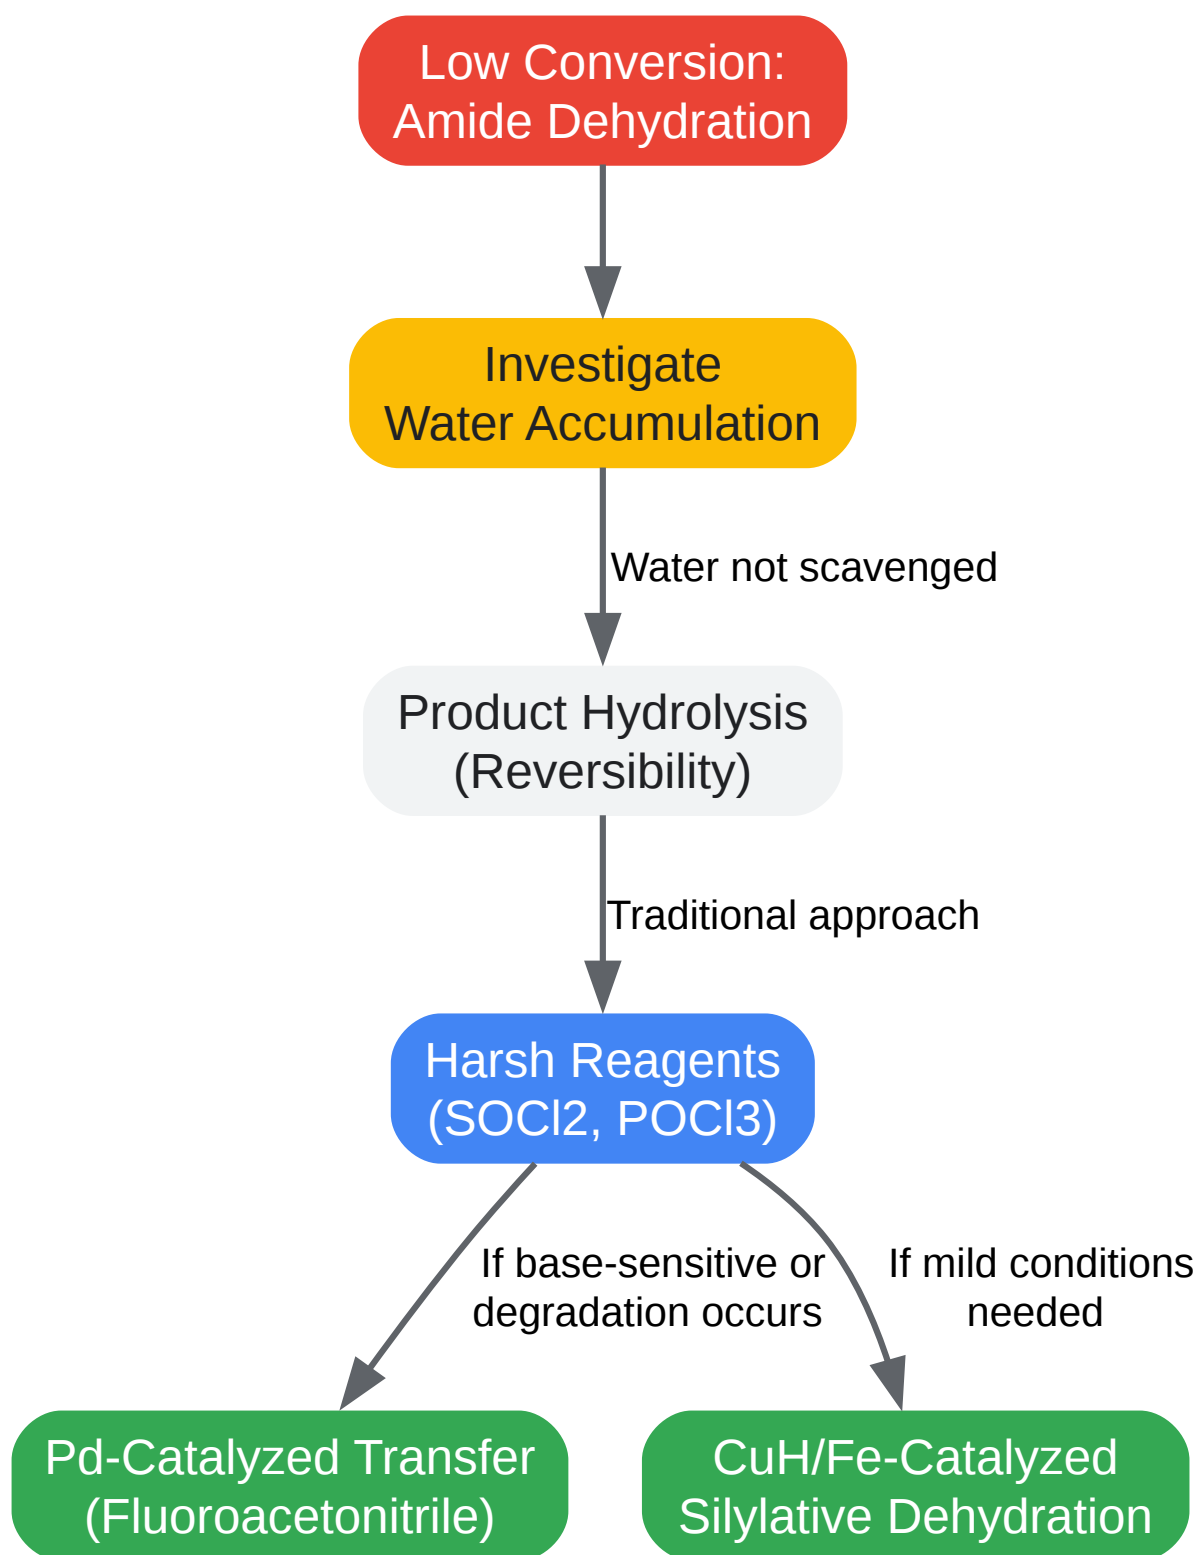 Low Conversion:
Amide Dehydration
Investigate
Water Accumulation
Water not scavenged
Product Hydrolysis
(Reversibility)
Traditional approach
Harsh Reagents
(SOCl2, POCl3)
If base-sensitive or
degradation occurs
If mild conditions
needed
Pd-Catalyzed Transfer
(Fluoroacetonitrile)
CuH/Fe-Catalyzed
Silylative Dehydration